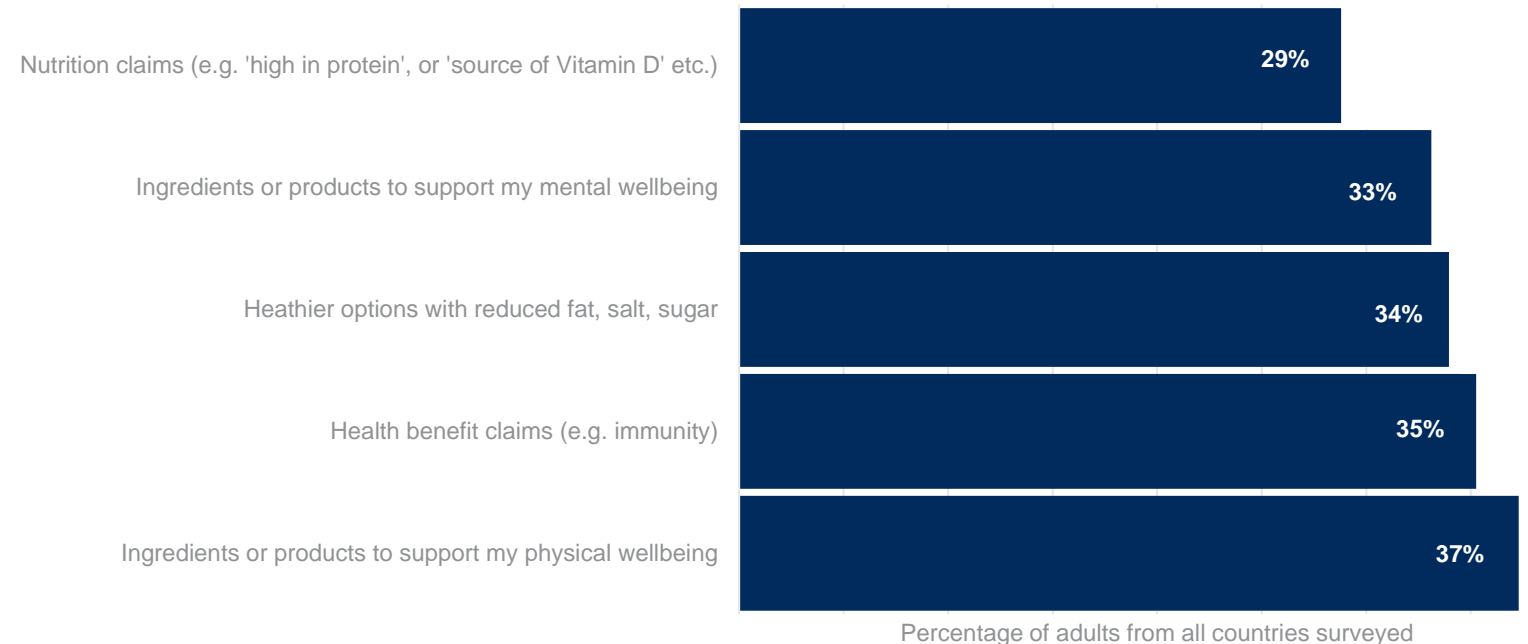 Nutrition claims (e.g. 'high in protein', or 'source of Vitamin D' etc.)
29%
Ingredients or products to support my mental wellbeing
33%
Heathier options with reduced fat, salt, sugar
34%
Health benefit claims (e.g. immunity)
35%
Ingredients or products to support my physical wellbeing
37%
Percentage of adults from all countries surveyed